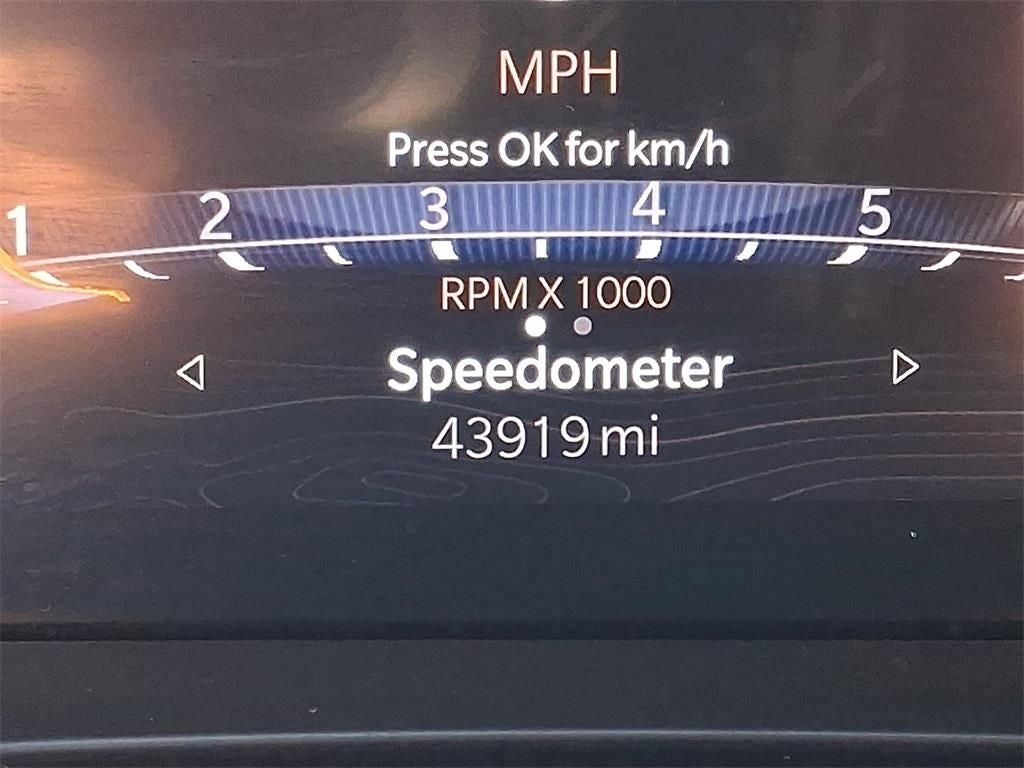 MPH
Press OK for km/h
1 2 3 4 5
RPM X 1000
Speedometer
43919 mi